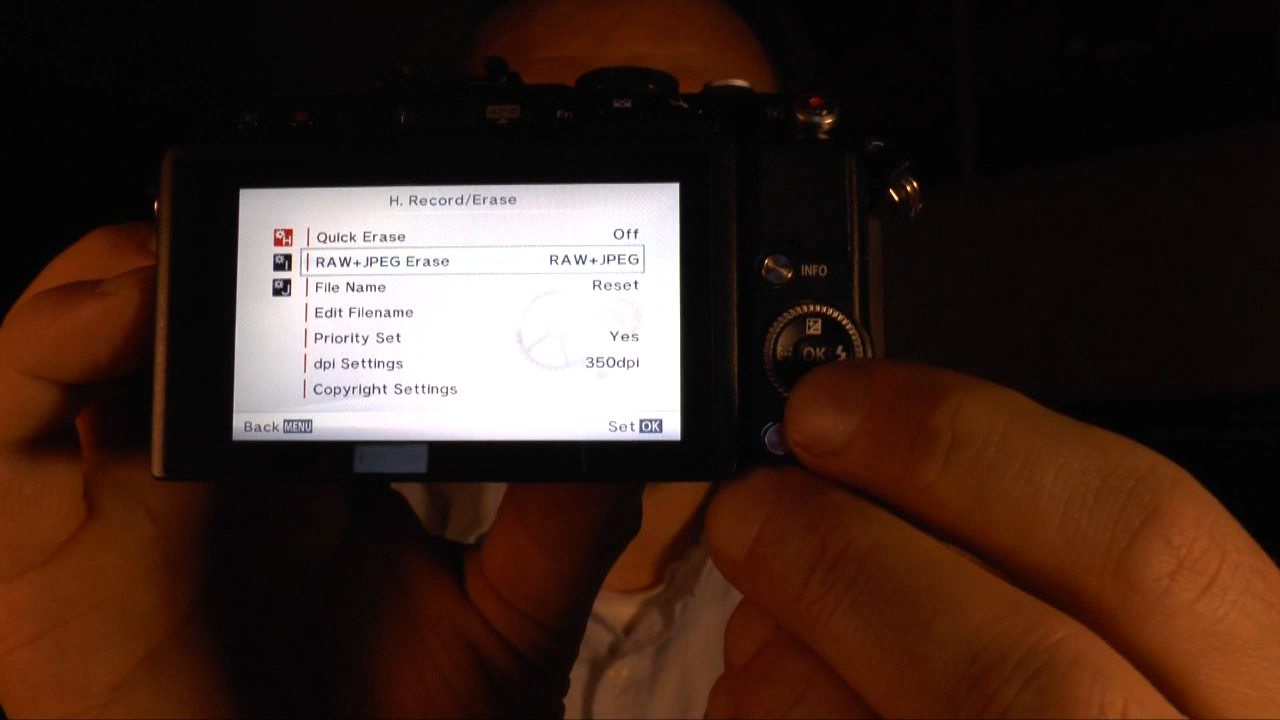 H. Record/Erase
Quick Erase Off
RAW+JPEG Erase RAW+JPEG
File Name Reset
Edit Filename
Priority Set Yes
dpi Settings 350dpi
Copyright Settings
Back MENU Set OK
H
I
J
Fn
INFO
OK